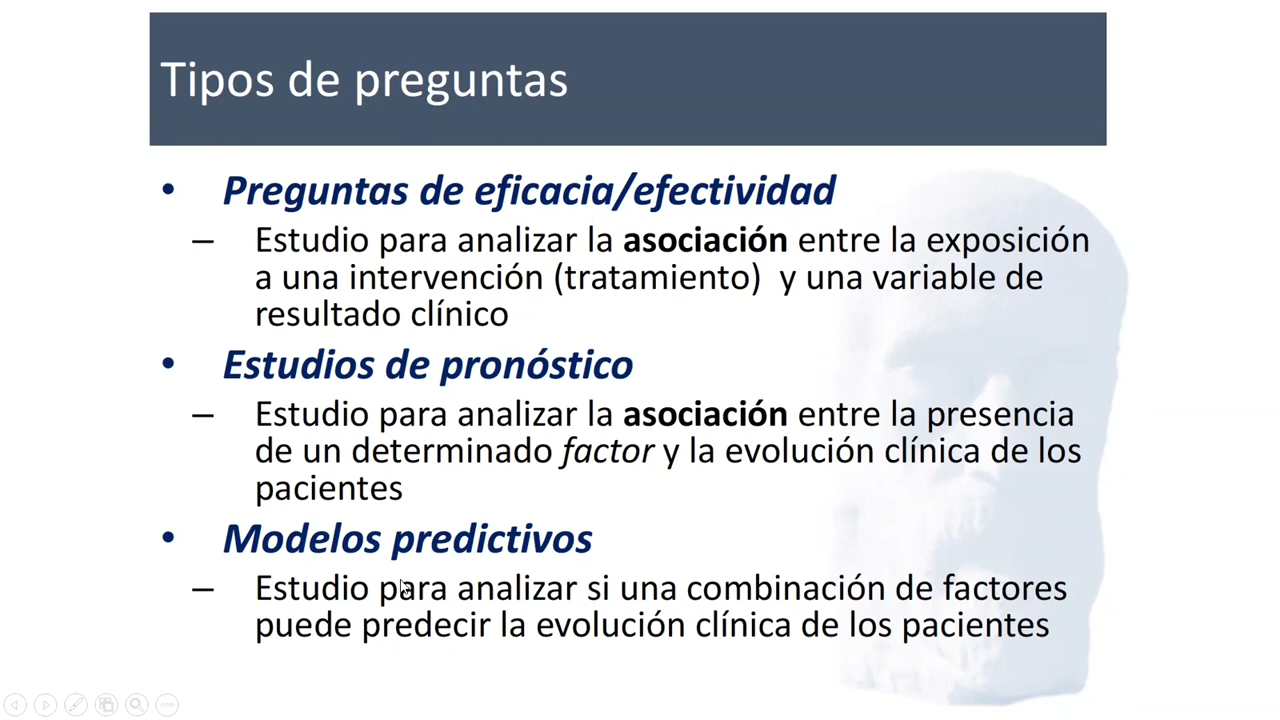 Tipos de preguntas
• Preguntas de eficacia/efectividad
– Estudio para analizar la asociación entre la exposición
a una intervención (tratamiento)  y una variable de
resultado clínico
• Estudios de pronóstico
– Estudio para analizar la asociación entre la presencia
de un determinado factor y la evolución clínica de los
pacientes
• Modelos predictivos
– Estudio para analizar si una combinación de factores
puede predecir la evolución clínica de los pacientes